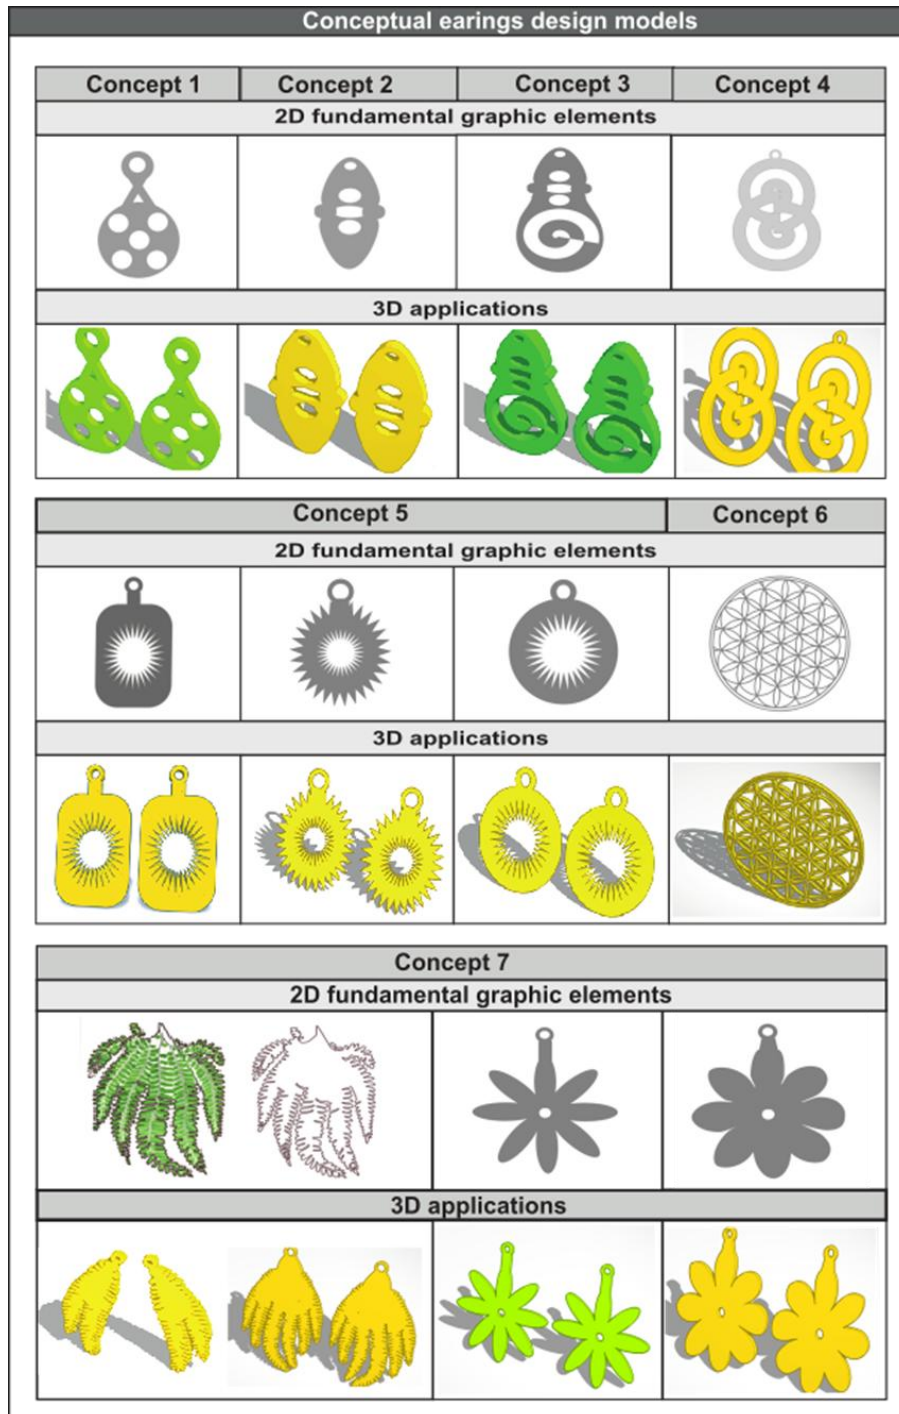 Conceptual earings design models
Concept 1 Concept 2 Concept 3 Concept 4
2D fundamental graphic elements
3D applications
Concept 5 Concept 6
2D fundamental graphic elements
3D applications
Concept 7
2D fundamental graphic elements
3D applications